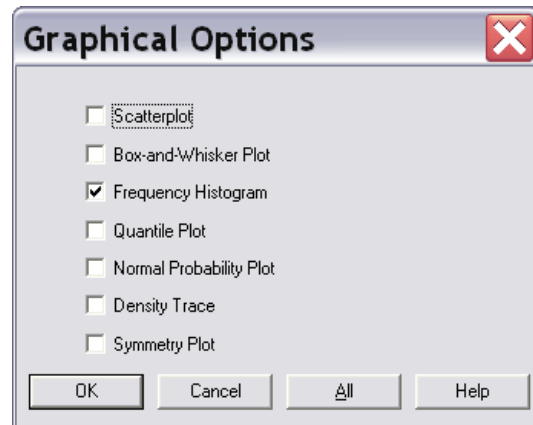 Graphical Options
Scatterplot
Box-and-Whisker Plot
Frequency Histogram
Quantile Plot
Normal Probability Plot
Density Trace
Symmetry Plot
OK Cancel All Help